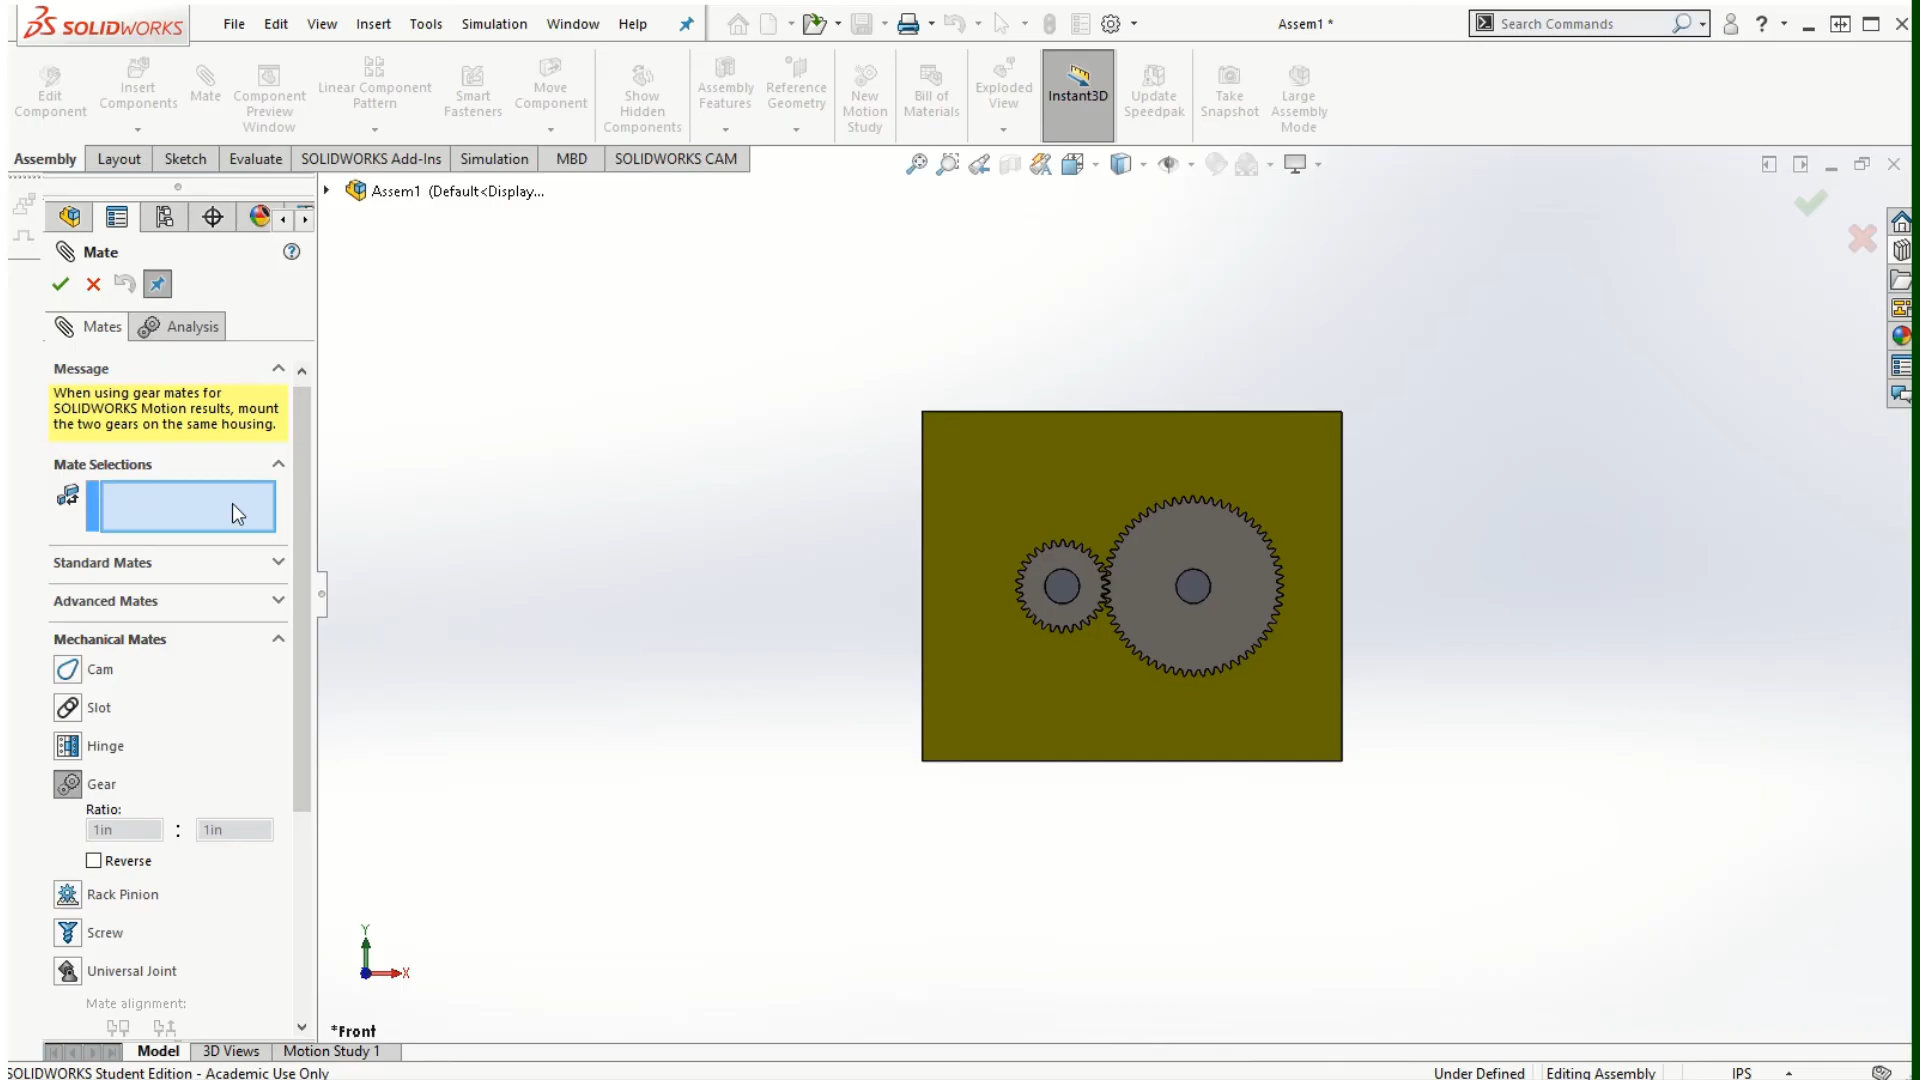 SOLIDWORKS File Edit View Insert Tools Simulation Window Help Assem1 * Search Commands ?
Edit Component
Insert Components
Mate
Component Preview Window
Linear Component Pattern
Smart Fasteners
Move Component
Show Hidden Components
Assembly Features
Reference Geometry
New Motion Study
Bill of Materials
Exploded View
Instant3D
Update Speedpak
Take Snapshot
Large Assembly Mode
Assembly Layout Sketch Evaluate SOLIDWORKS Add-Ins Simulation MBD SOLIDWORKS CAM
Assem1 (Default<Display...
Mate
Mates Analysis
Message
When using gear mates for
SOLIDWORKS Motion results, mount
the two gears on the same housing.
Mate Selections
Standard Mates
Advanced Mates
Mechanical Mates
Cam
Slot
Hinge
Gear
Ratio:
1in : 1in
Reverse
Rack Pinion
Screw
Universal Joint
Mate alignment:
Y
X
*Front
Model 3D Views Motion Study 1
SOLIDWORKS Student Edition - Academic Use Only Under Defined Editing Assembly IPS